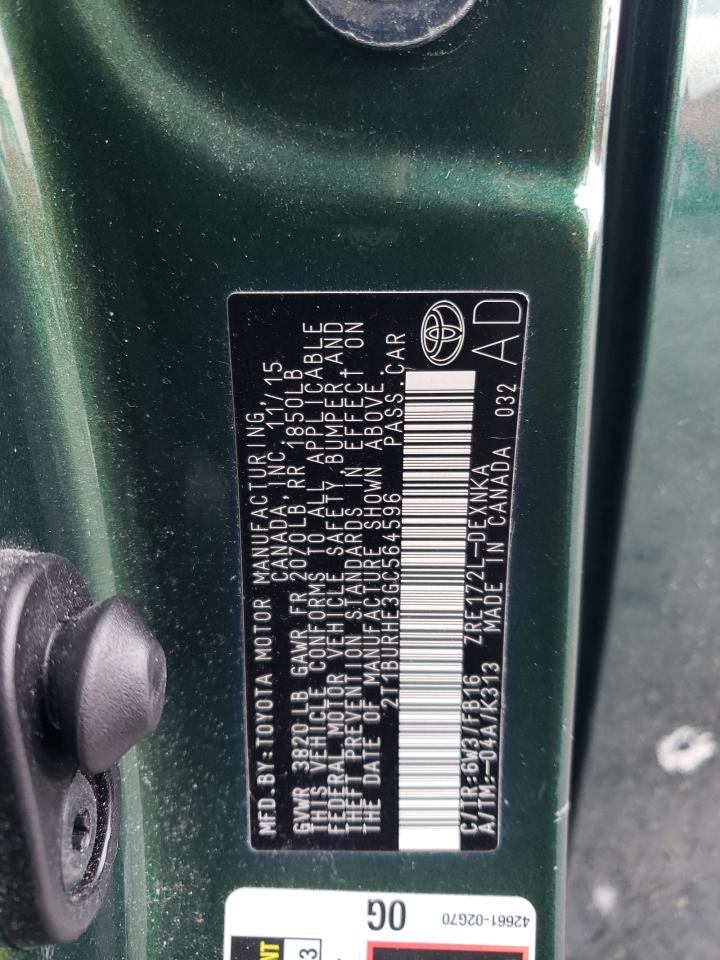 MFD.BY:TOYOTA MOTOR MANUFACTURING,
CANADA, INC. 11/15
GVWR 3820LB GAWR FR 2070LB RR 1850LB
THIS VEHICLE CONFORMS TO ALL APPLICABLE
FEDERAL MOTOR VEHICLE SAFETY, BUMPER AND
THEFT PREVENTION STANDARDS IN EFFECT ON
THE DATE OF MANUFACTURE SHOWN ABOVE.
2T1BURHE3GC564596 PASS.CAR
C/TR:6W3/FB16 ZRE172L-DEXNKA
A/TM:-04A/K313 MADE IN CANADA 032
AD
0G
42661-02G70
3